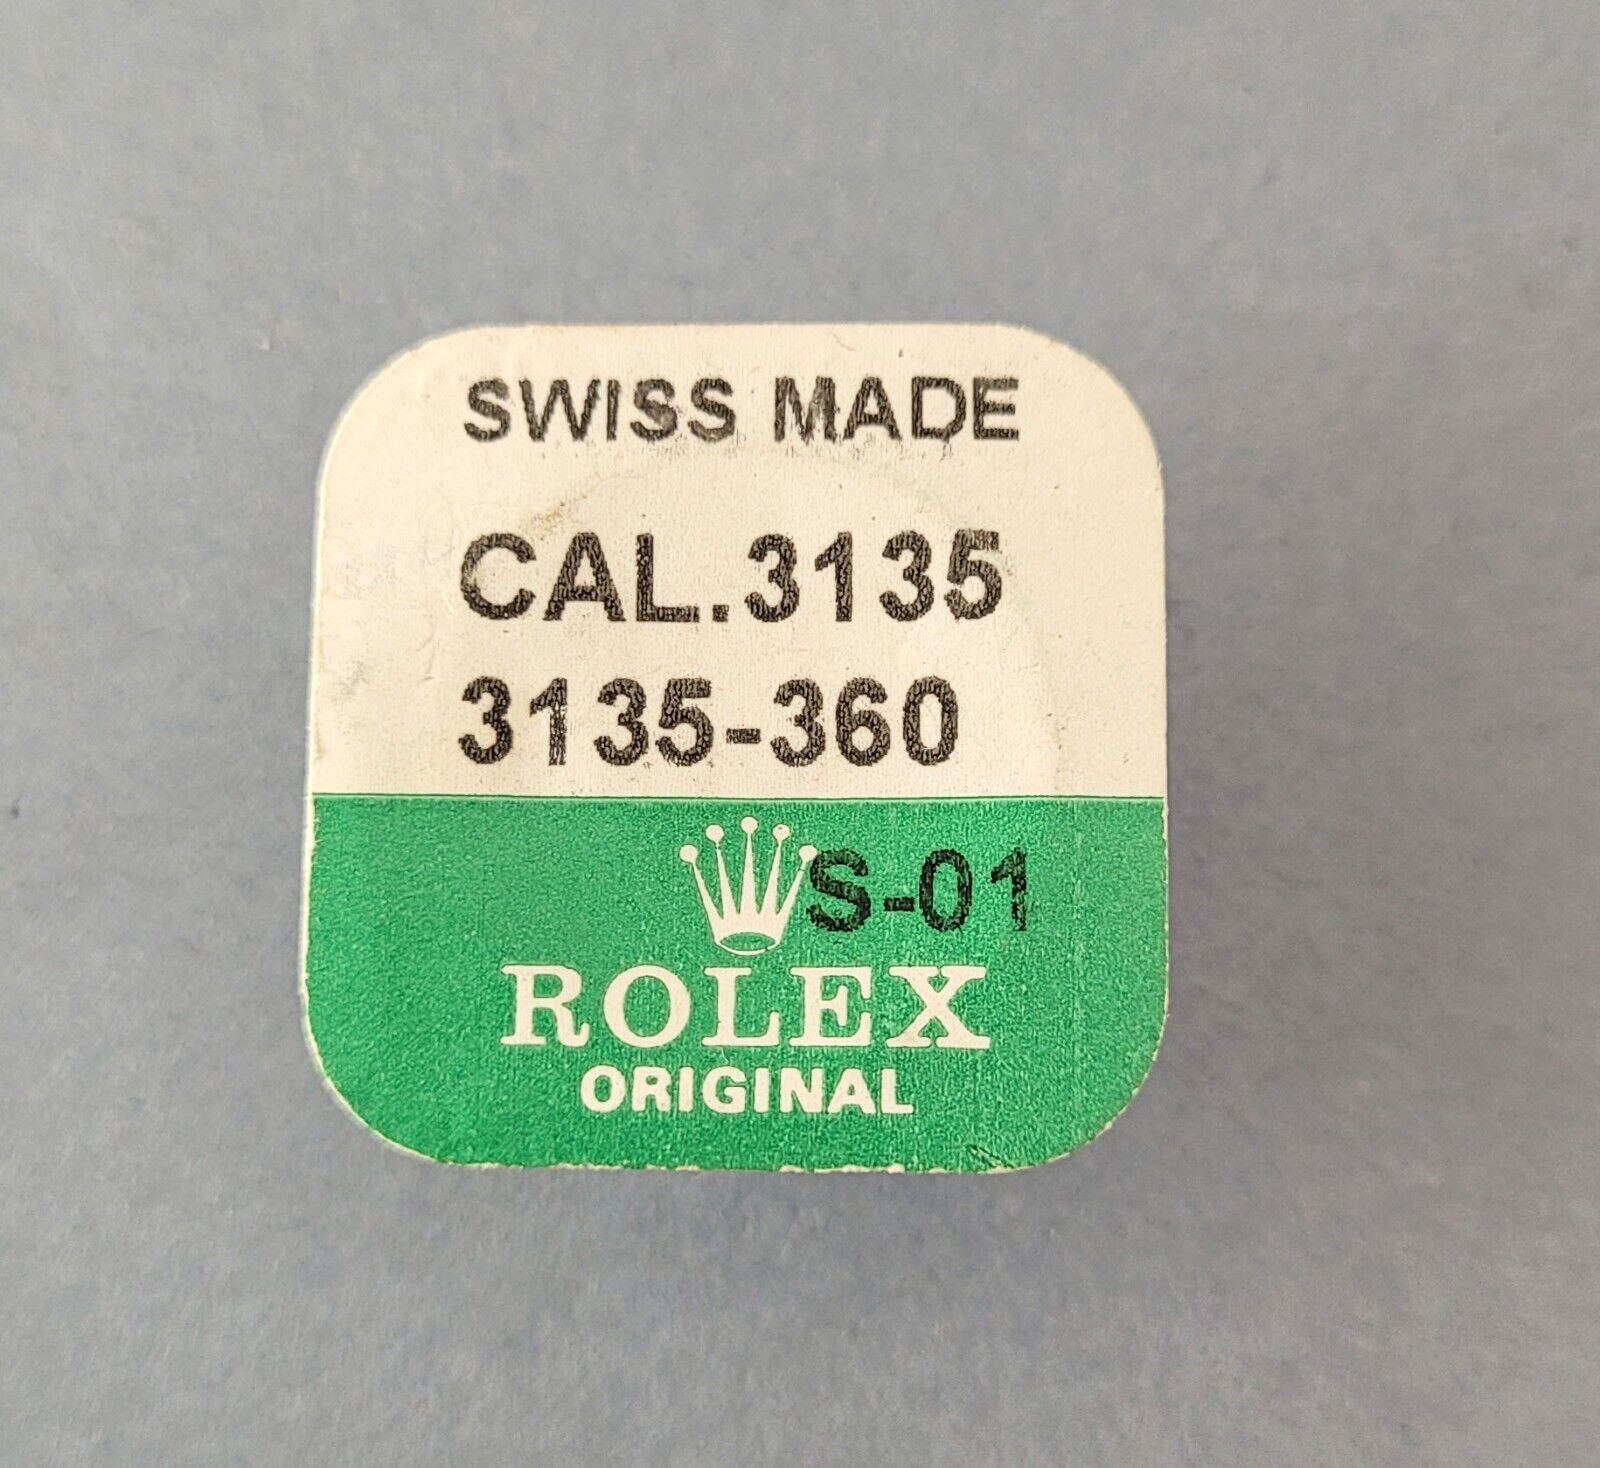 SWISS MADE
CAL.3135
3135-360
S-01
ROLEX
ORIGINAL